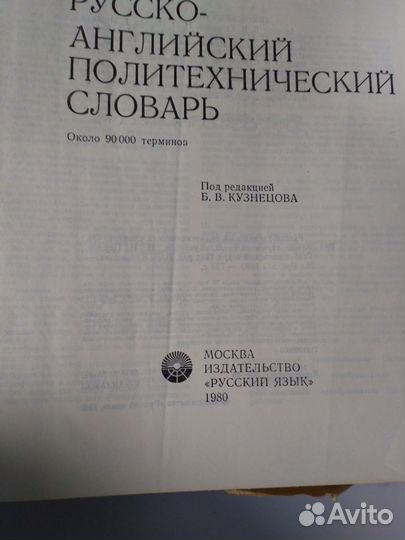 РУССКО-
АНГЛИЙСКИЙ
ПОЛИТЕХНИЧЕСКИЙ
СЛОВАРЬ
Около 90 000 терминов
Под редакцией
Б. В. КУЗНЕЦОВА
МОСКВА
ИЗДАТЕЛЬСТВО
«РУССКИЙ ЯЗЫК»
1980
Avito